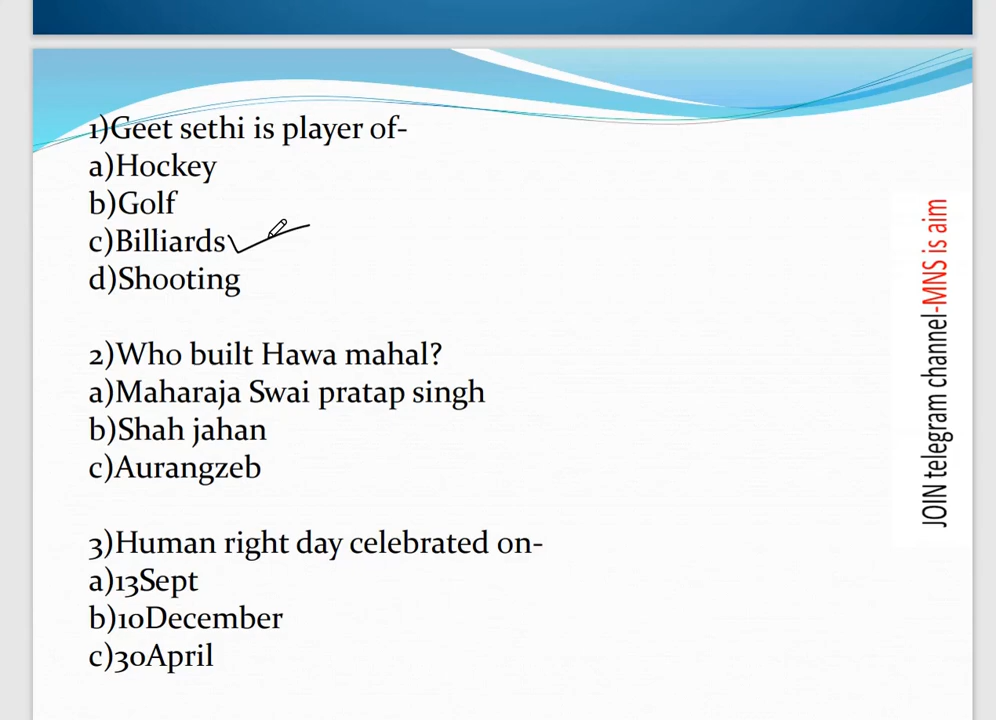 1)Geet sethi is player of-
a)Hockey
b)Golf
c)Billiards
d)Shooting
2)Who built Hawa mahal?
a)Maharaja Swai pratap singh
b)Shah jahan
c)Aurangzeb
3)Human right day celebrated on-
a)13Sept
b)10December
c)30April
JOIN telegram channel-MNS is aim